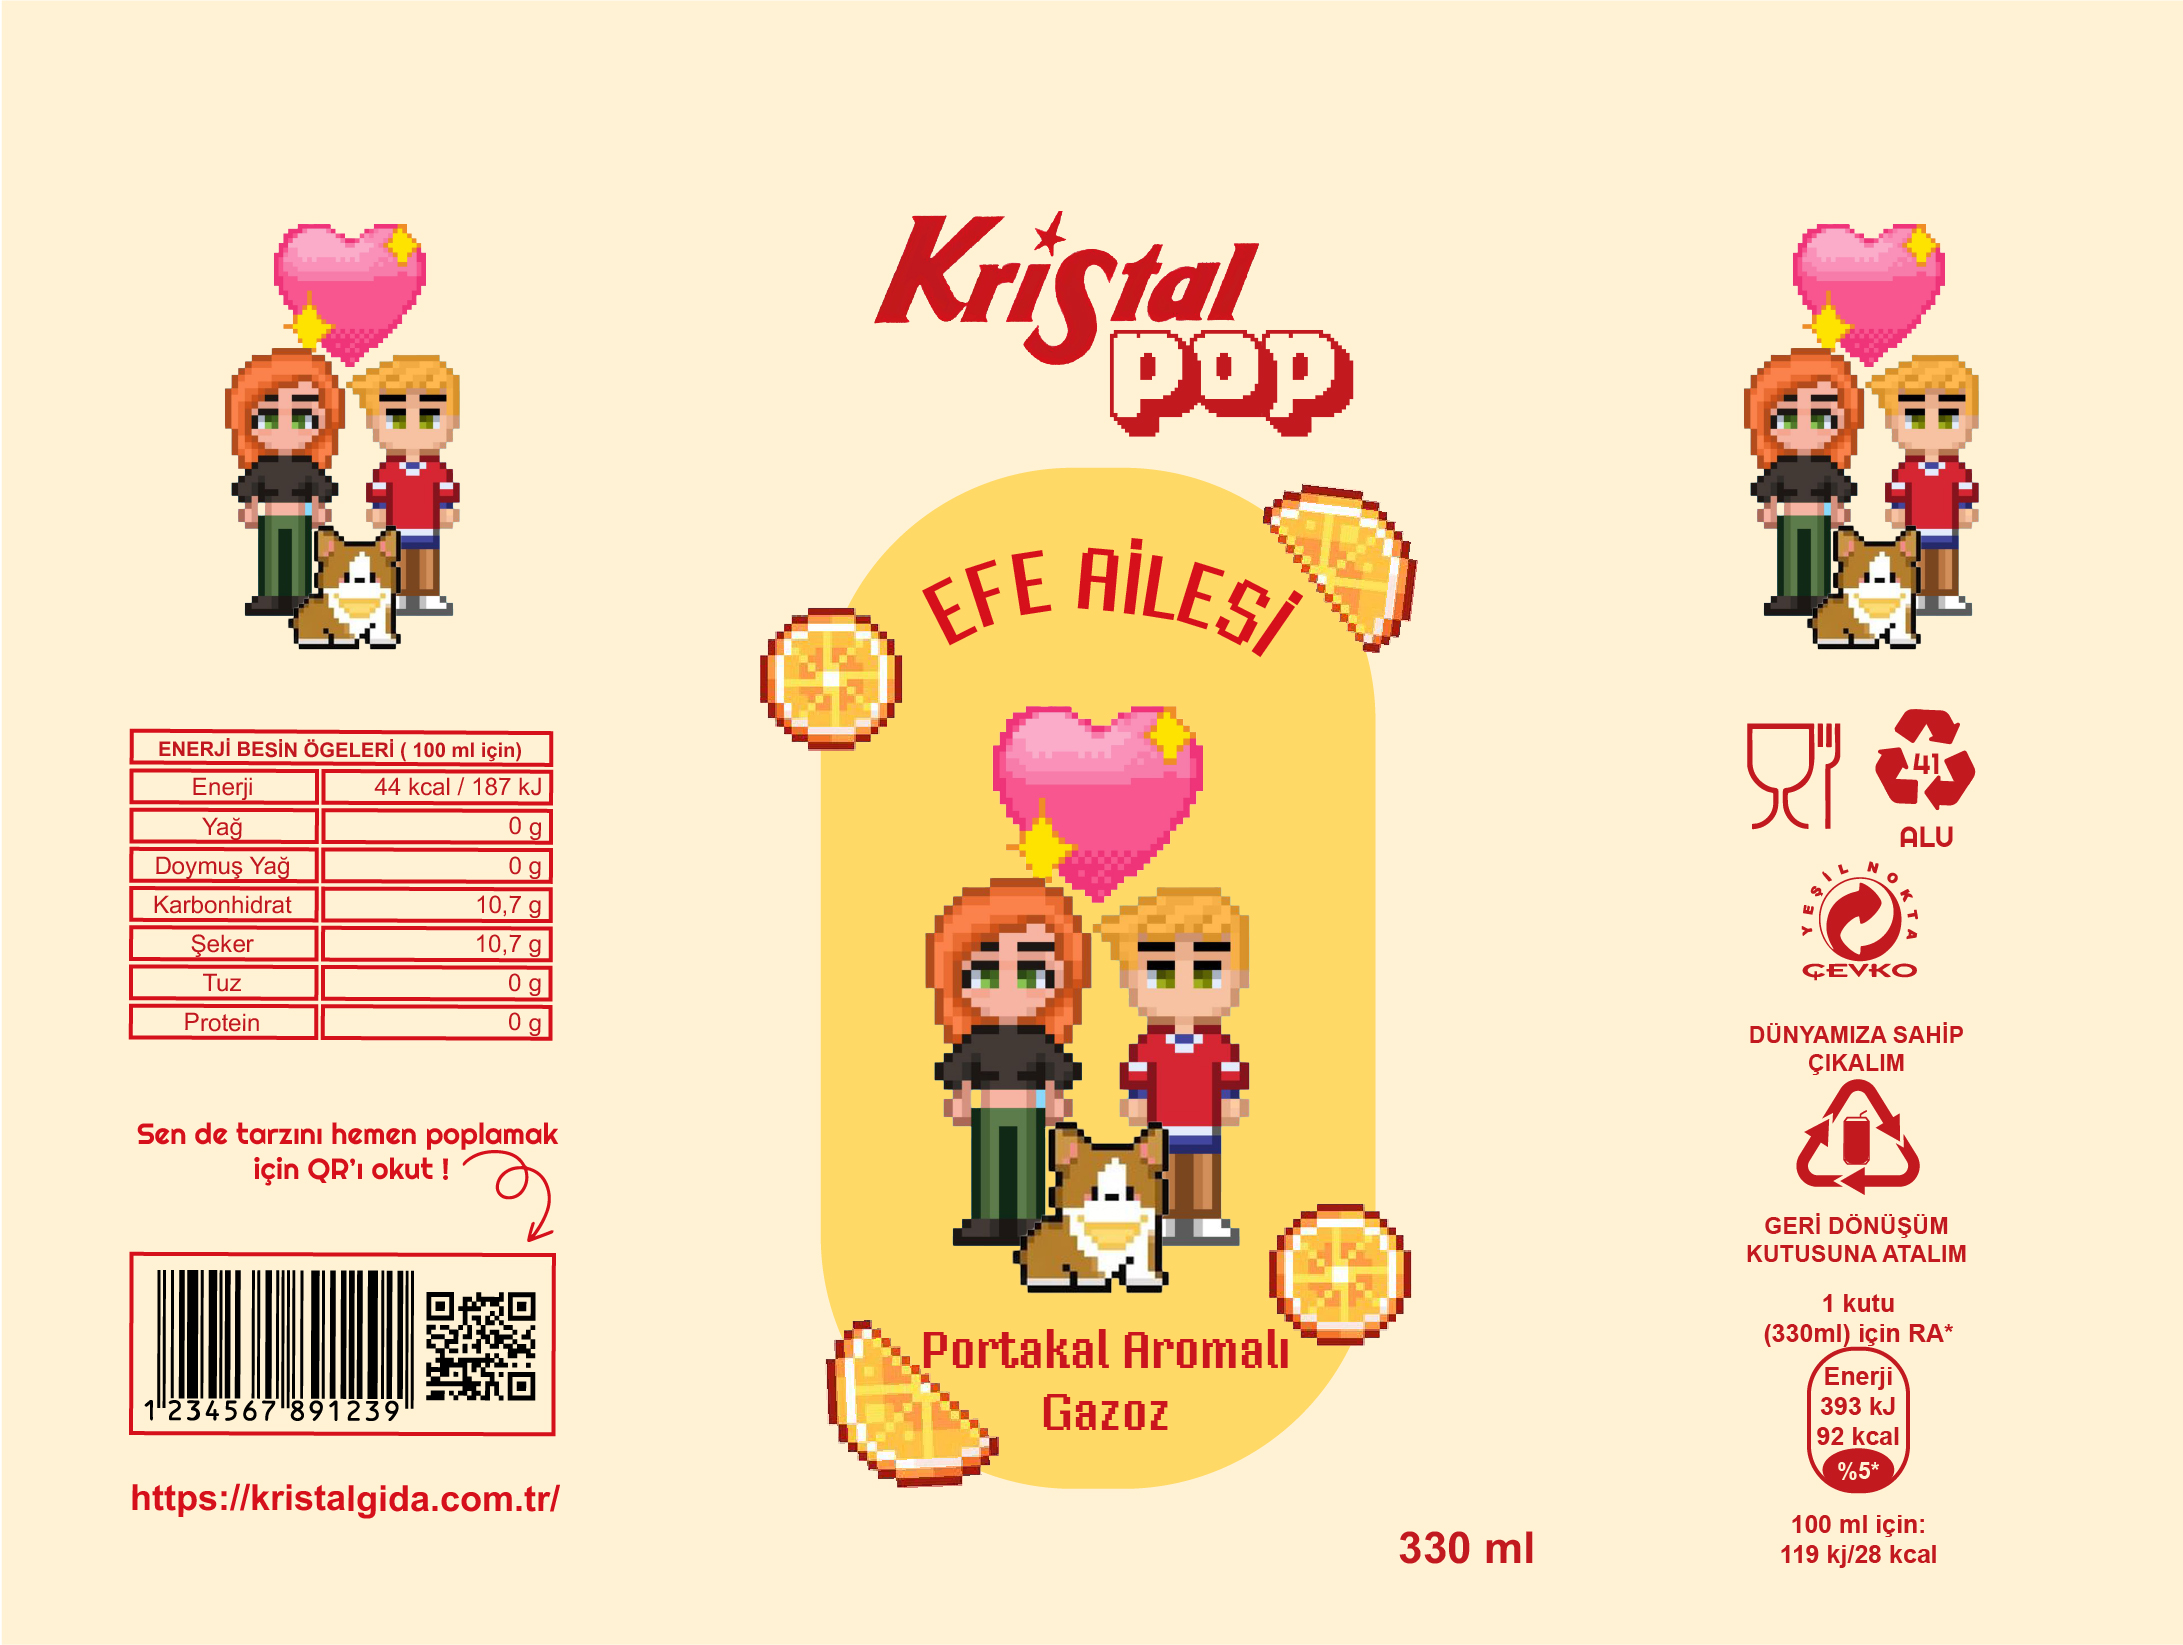 Kristal
pop
EFE AİLESİ
Portakal Aromalı
Gazoz
330 ml
ENERJİ BESİN ÖGELERİ ( 100 ml için)
Enerji 44 kcal / 187 kJ
Yağ 0 g
Doymuş Yağ 0 g
Karbonhidrat 10,7 g
Şeker 10,7 g
Tuz 0 g
Protein 0 g
Sen de tarzını hemen poplamak
için QR'ı okut !
1 234567 891239
https://kristalgida.com.tr/
41
ALU
YEŞİL NOKTA
ÇEVKO
DÜNYAMIZA SAHİP
ÇIKALIM
GERİ DÖNÜŞÜM
KUTUSUNA ATALIM
1 kutu
(330ml) için RA*
Enerji
393 kJ
92 kcal
%5*
100 ml için:
119 kj/28 kcal